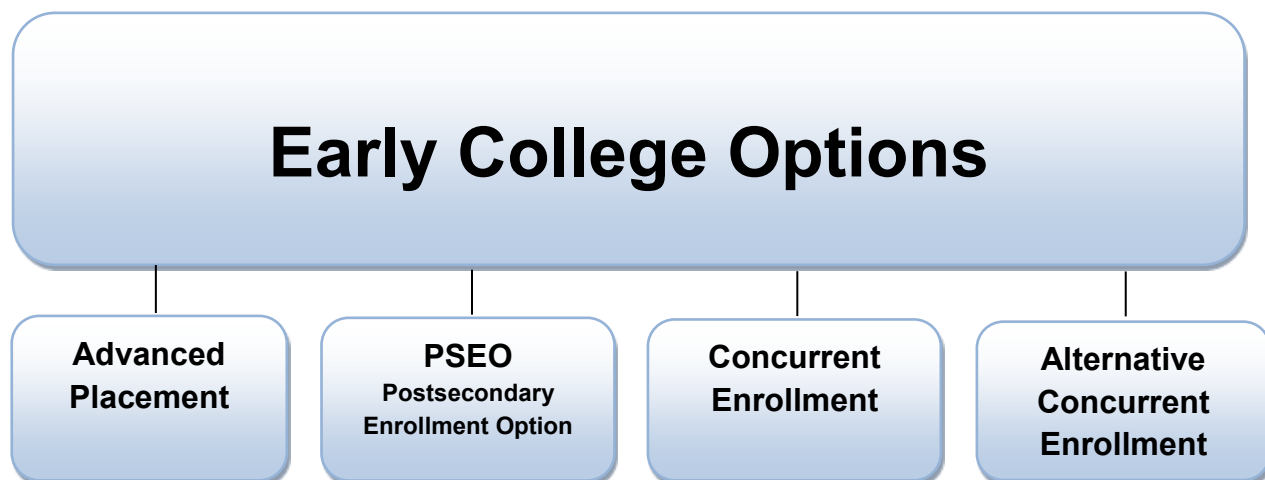 Early College Options
Advanced
Placement
PSEO
Postsecondary
Enrollment Option
Concurrent
Enrollment
Alternative
Concurrent
Enrollment